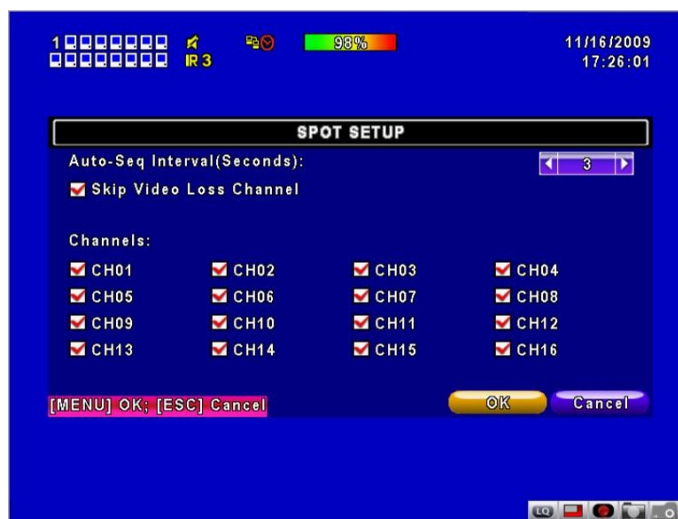 1 98% 11/16/2009
IR 3 17:26:01
SPOT SETUP
Auto-Seq Interval(Seconds): 3
Skip Video Loss Channel
Channels:
CH01 CH02 CH03 CH04
CH05 CH06 CH07 CH08
CH09 CH10 CH11 CH12
CH13 CH14 CH15 CH16
[MENU] OK; [ESC] Cancel OK Cancel
LQ